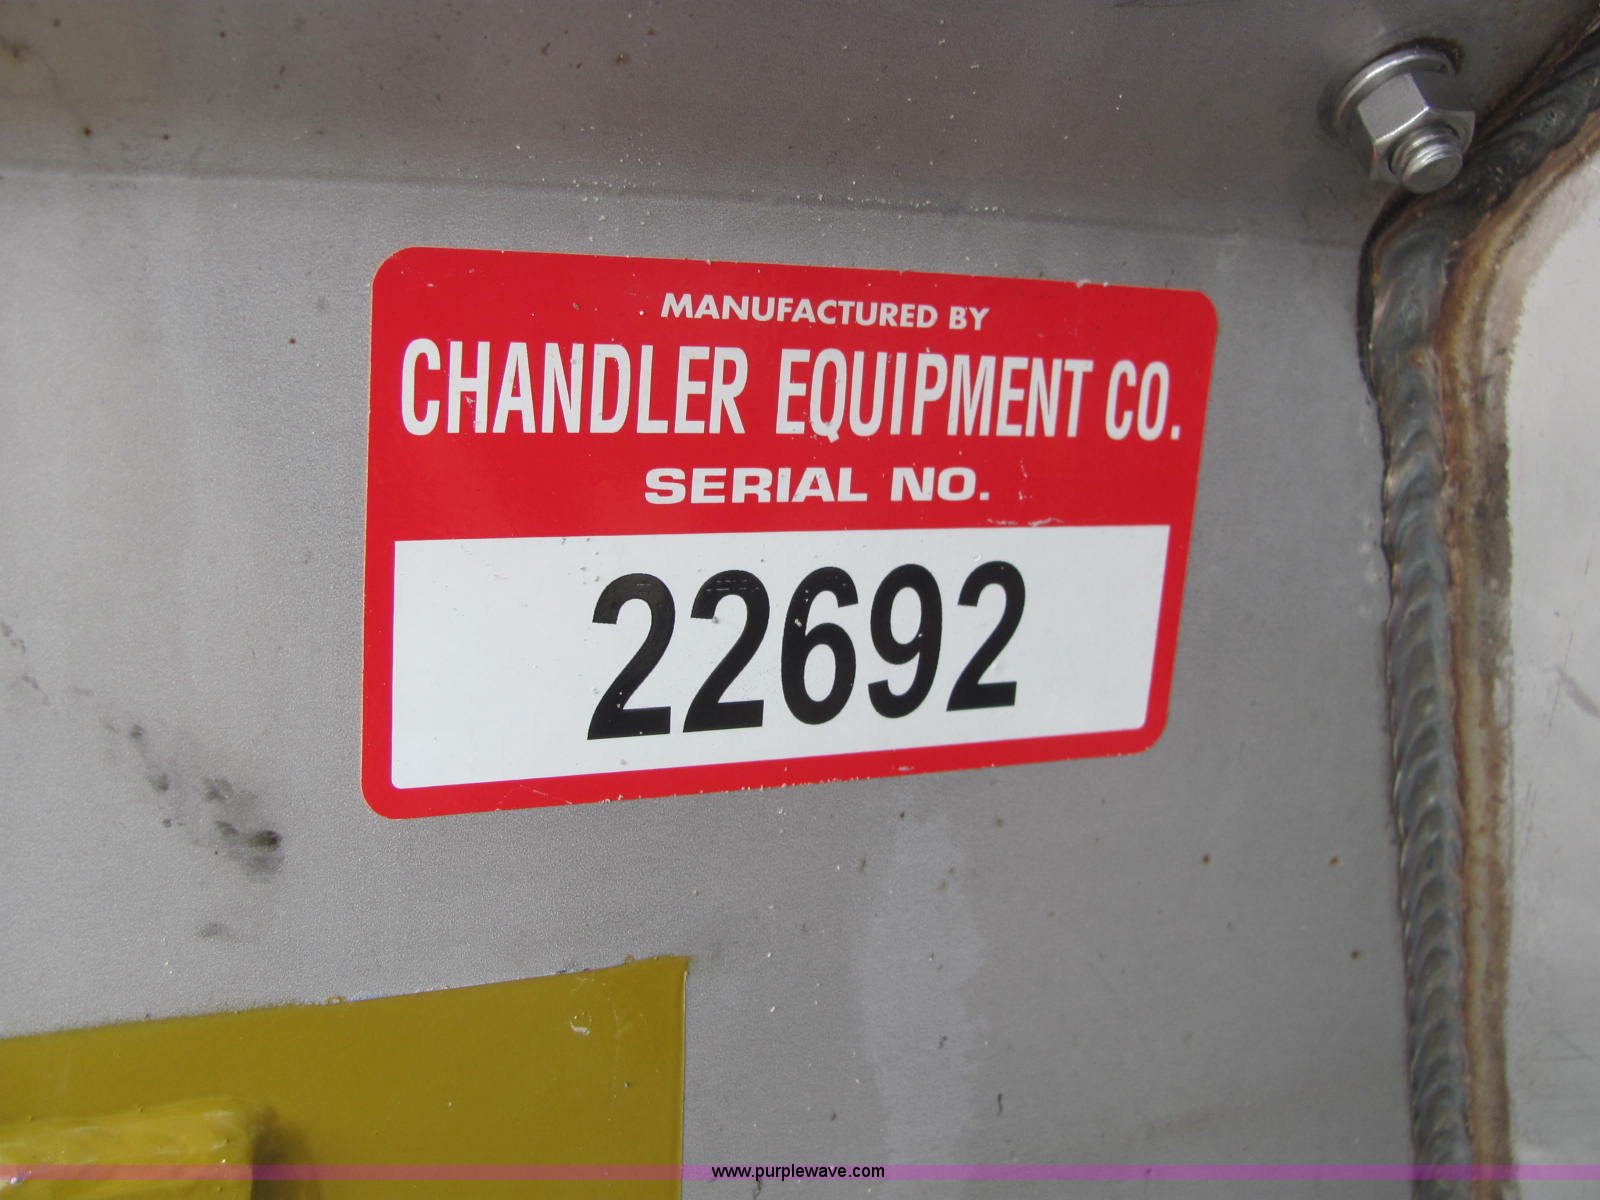 MANUFACTURED BY
CHANDLER EQUIPMENT CO.
SERIAL NO.
22692
www.purplewave.com